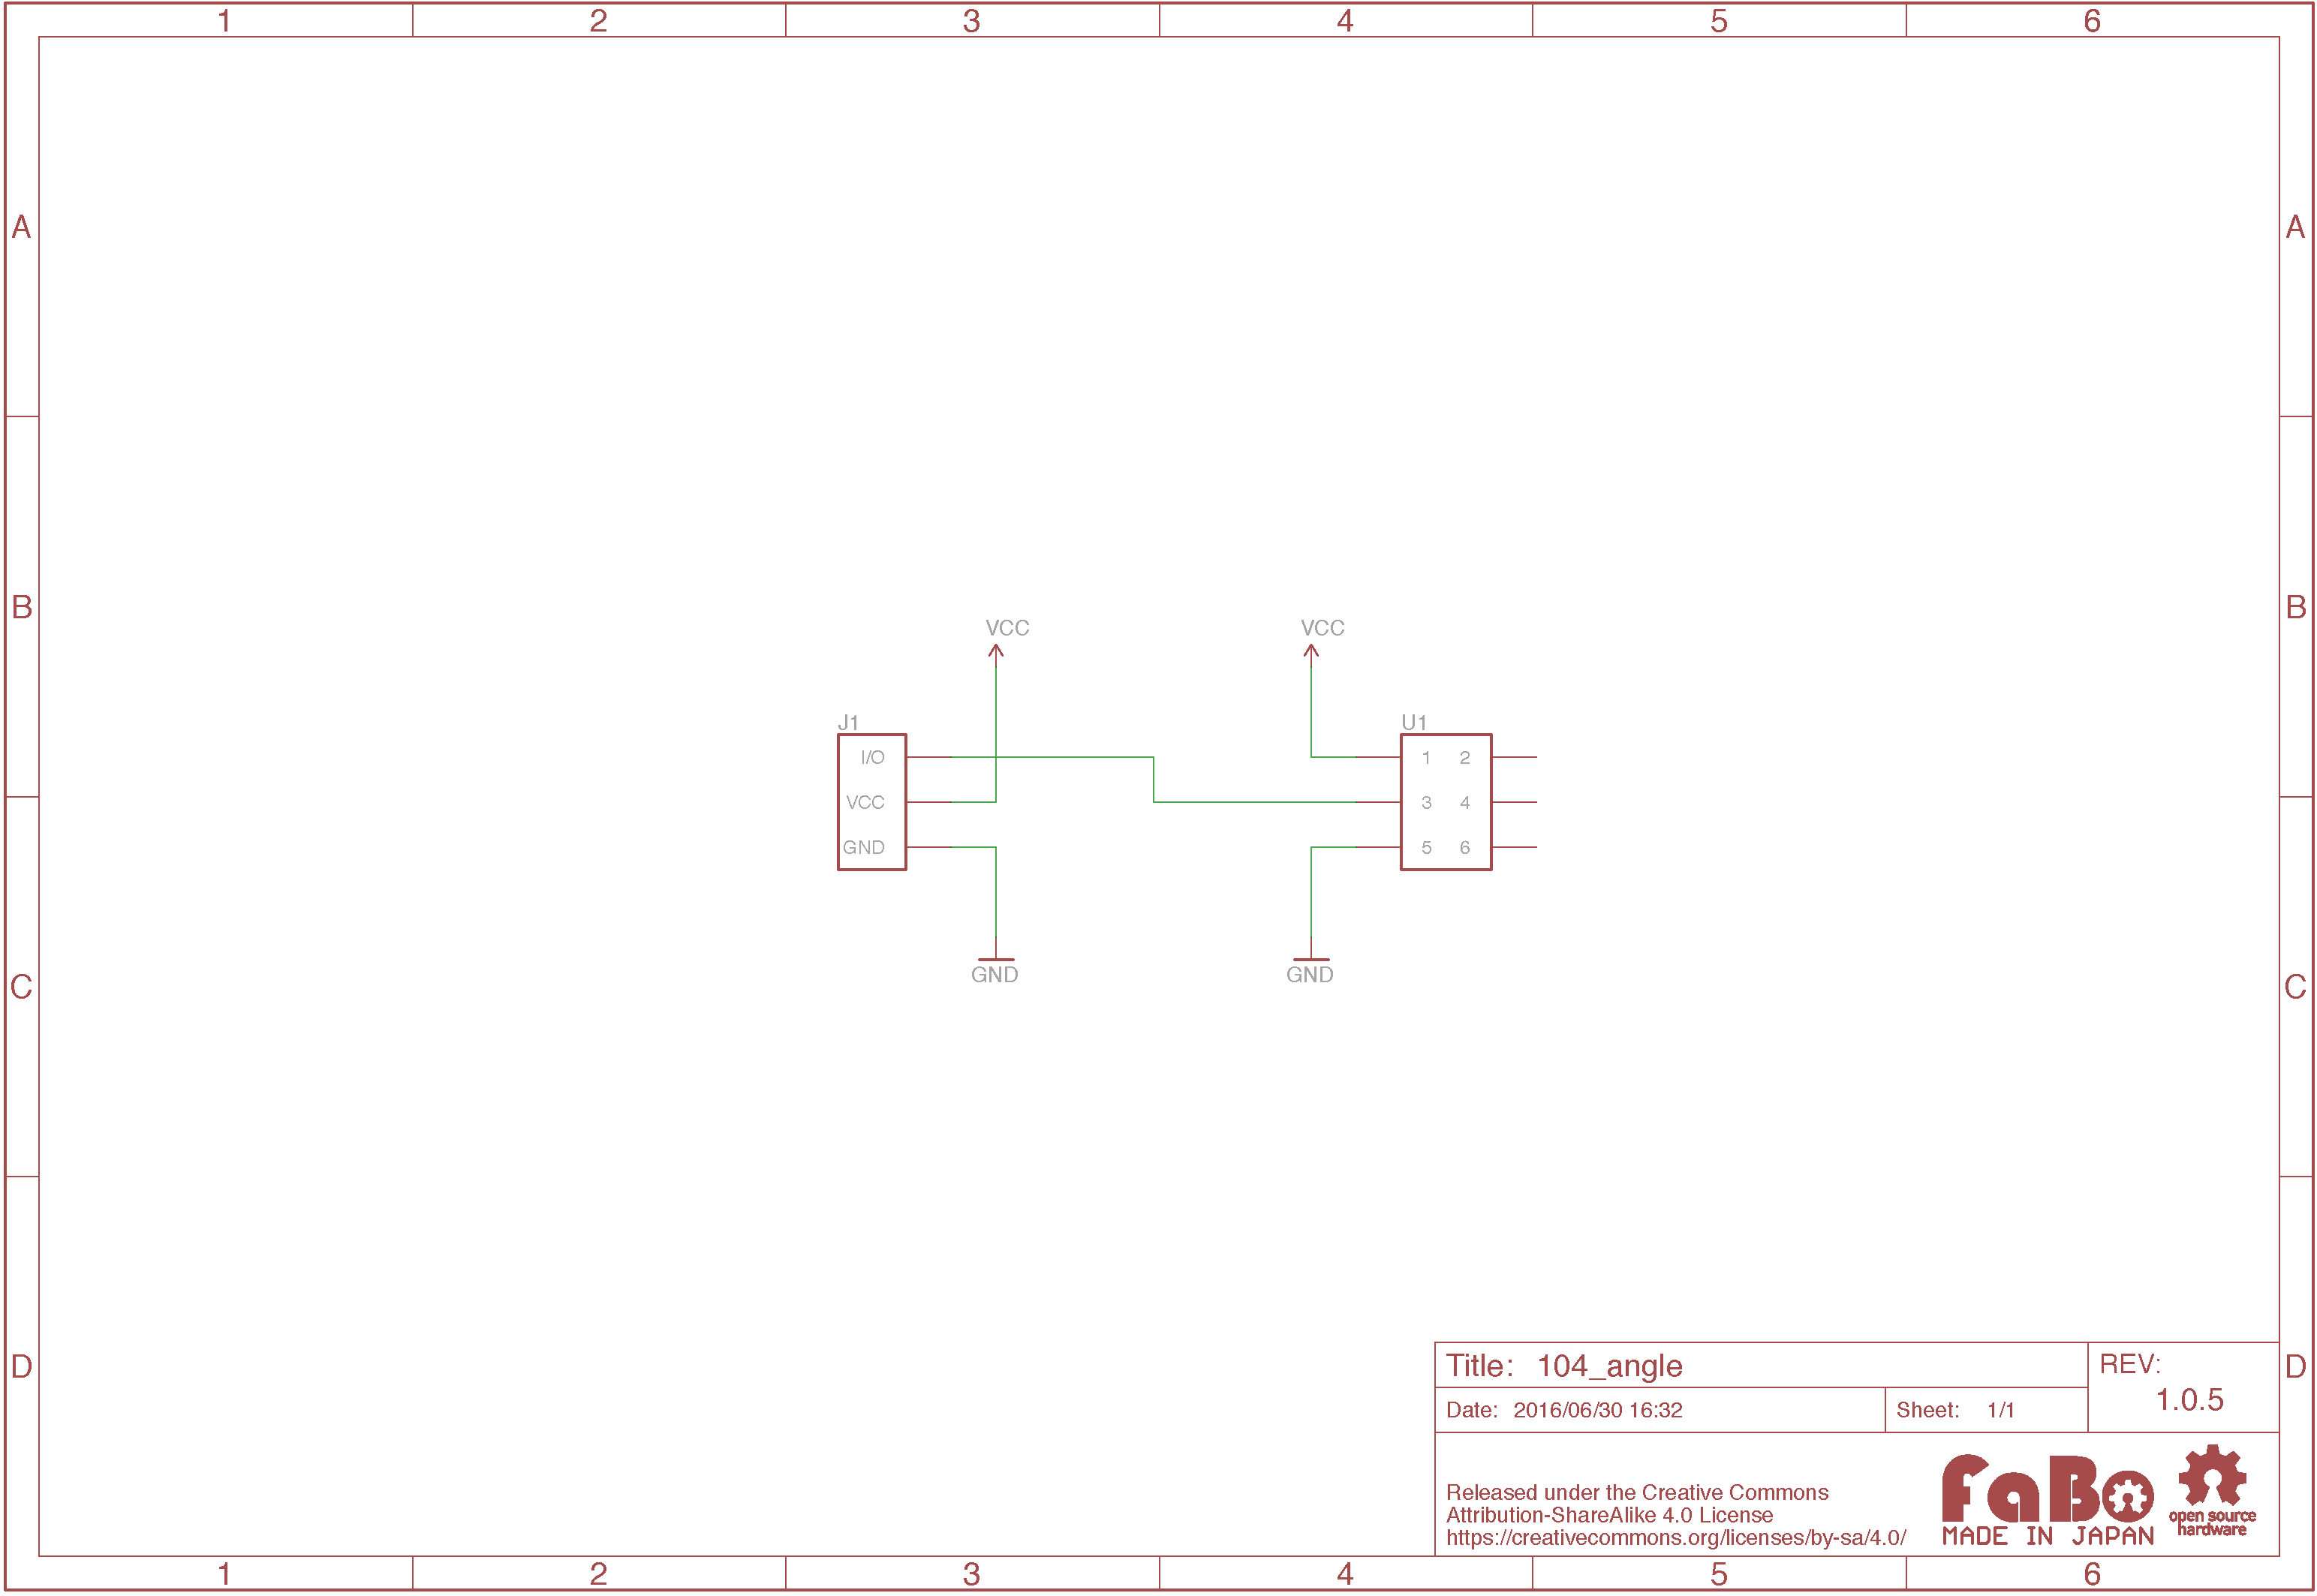 1 2 3 4 5 6
A A
B B
VCC VCC
J1 U1
I/O 1 2
VCC 3 4
GND 5 6
GND GND
C C
D D
Title: 104_angle
REV:
1.0.5
Date: 2016/06/30 16:32
Sheet: 1/1
Released under the Creative Commons
Attribution-ShareAlike 4.0 License
https://creativecommons.org/licenses/by-sa/4.0/
FaBo
MADE IN JAPAN
open source
hardware
1 2 3 4 5 6